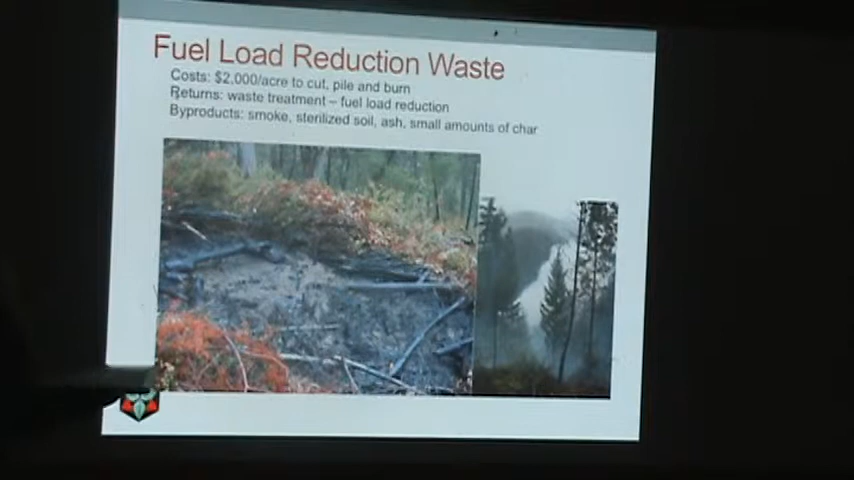 Fuel Load Reduction Waste
Costs: $2,000/acre to cut, pile and burn
Returns: waste treatment – fuel load reduction
Byproducts: smoke, sterilized soil, ash, small amounts of char